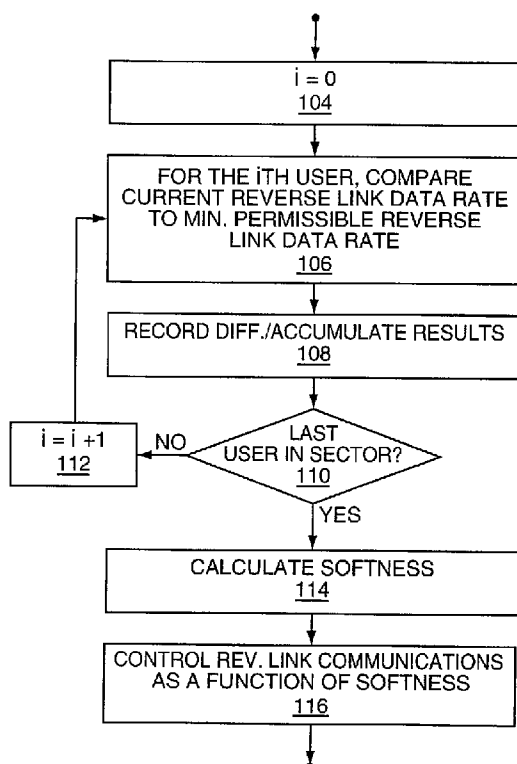 i = 0
104
FOR THE iTH USER, COMPARE
CURRENT REVERSE LINK DATA RATE
TO MIN. PERMISSIBLE REVERSE
LINK DATA RATE
106
RECORD DIFF./ACCUMULATE RESULTS
108
LAST
USER IN SECTOR?
110
NO
i = i +1
112
YES
CALCULATE SOFTNESS
114
CONTROL REV. LINK COMMUNICATIONS
AS A FUNCTION OF SOFTNESS
116